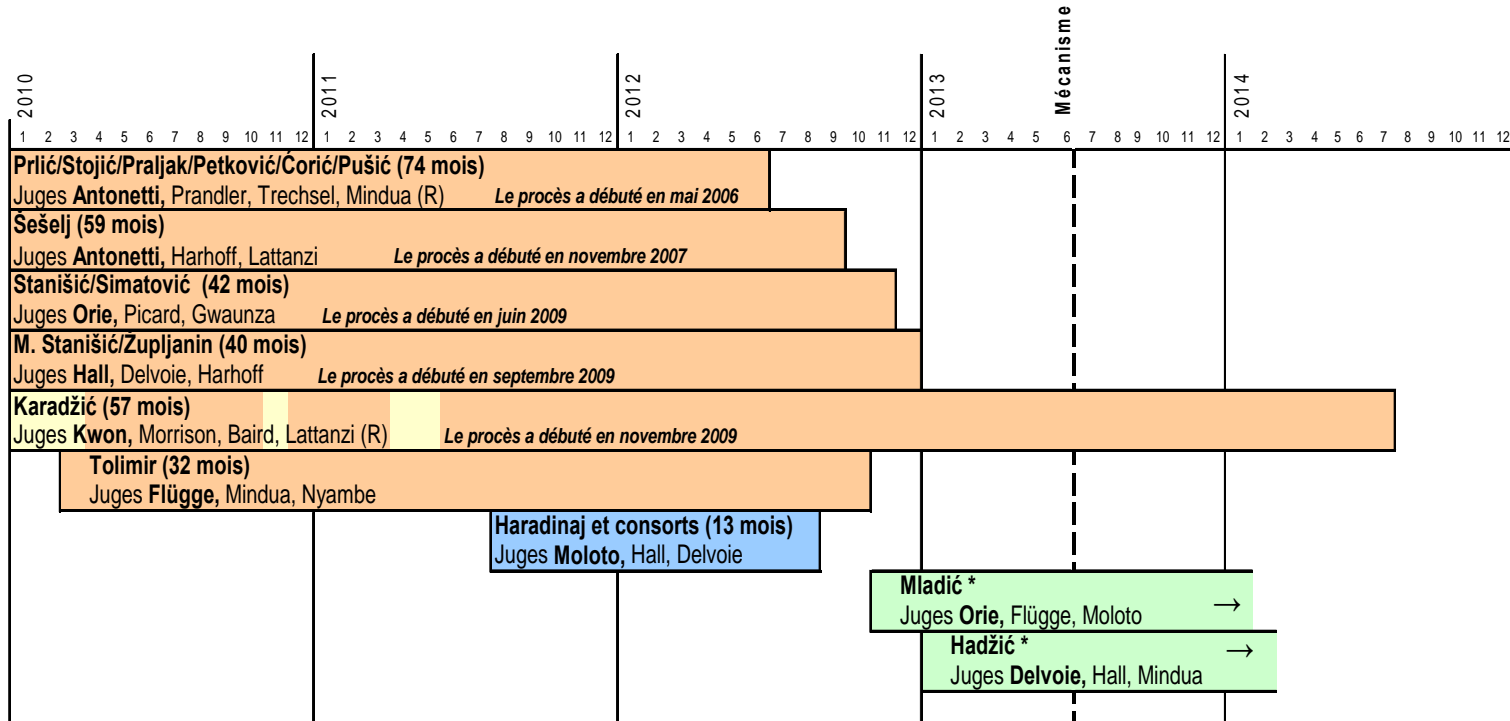 2010 2011 2012 2013 Mécanisme 2014
1 2 3 4 5 6 7 8 9 10 11 12 1 2 3 4 5 6 7 8 9 10 11 12 1 2 3 4 5 6 7 8 9 10 11 12 1 2 3 4 5 6 7 8 9 10 11 12 1 2 3 4 5 6 7 8 9 10 11 12
Prlić/Stojić/Praljak/Petković/Ćorić/Pušić (74 mois)
Juges Antonetti, Prandler, Trechsel, Mindua (R) Le procès a débuté en mai 2006
Šešelj (59 mois)
Juges Antonetti, Harhoff, Lattanzi Le procès a débuté en novembre 2007
Stanišić/Simatović (42 mois)
Juges Orie, Picard, Gwaunza Le procès a débuté en juin 2009
M. Stanišić/Župljanin (40 mois)
Juges Hall, Delvoie, Harhoff Le procès a débuté en septembre 2009
Karadžić (57 mois)
Juges Kwon, Morrison, Baird, Lattanzi (R) Le procès a débuté en novembre 2009
Tolimir (32 mois)
Juges Flügge, Mindua, Nyambe
Haradinaj et consorts (13 mois)
Juges Moloto, Hall, Delvoie
Mladić *
Juges Orie, Flügge, Moloto →
Hadžić * →
Juges Delvoie, Hall, Mindua